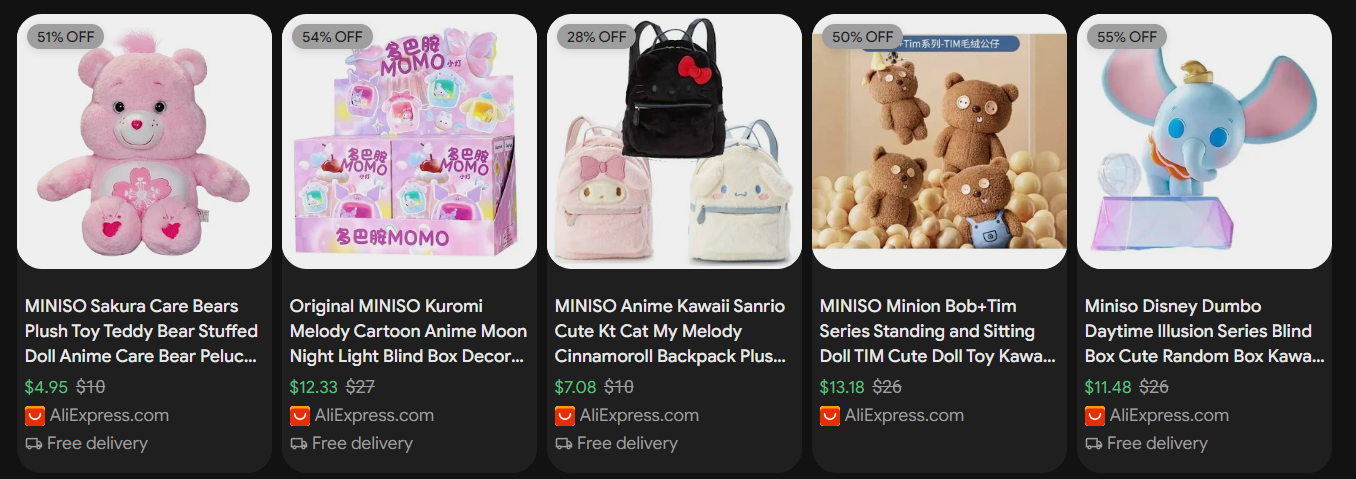 51% OFF
MINISO Sakura Care Bears
Plush Toy Teddy Bear Stuffed
Doll Anime Care Bear Peluc...
$4.95 $10
AliExpress.com
Free delivery
54% OFF
多巴胺
MOMO
小灯
多巴胺
MOMO
小灯
多巴胺
MOMO
小灯
多巴胺MOMO
Original MINISO Kuromi
Melody Cartoon Anime Moon
Night Light Blind Box Decor...
$12.33 $27
AliExpress.com
Free delivery
28% OFF
MINISO Anime Kawaii Sanrio
Cute Kt Cat My Melody
Cinnamoroll Backpack Plus...
$7.08 $10
AliExpress.com
Free delivery
50% OFF
+Tim系列-TIM毛绒公仔
MINISO Minion Bob+Tim
Series Standing and Sitting
Doll TIM Cute Doll Toy Kawa...
$13.18 $26
AliExpress.com
55% OFF
Miniso Disney Dumbo
Daytime Illusion Series Blind
Box Cute Random Box Kawa...
$11.48 $26
AliExpress.com
Free delivery